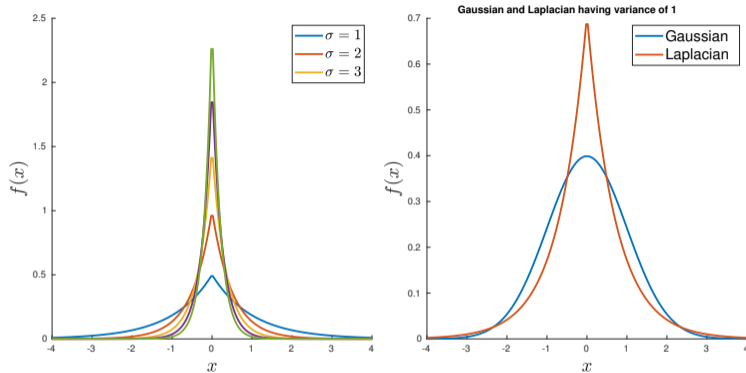 2.5
2
1.5
1
0.5
0
-4 -3 -2 -1 0 1 2 3 4
x
f(x)
σ = 1
σ = 2
σ = 3
Gaussian and Laplacian having variance of 1
0.7
0.6
0.5
0.4
0.3
0.2
0.1
0
-4 -3 -2 -1 0 1 2 3 4
x
f(x)
Gaussian
Laplacian